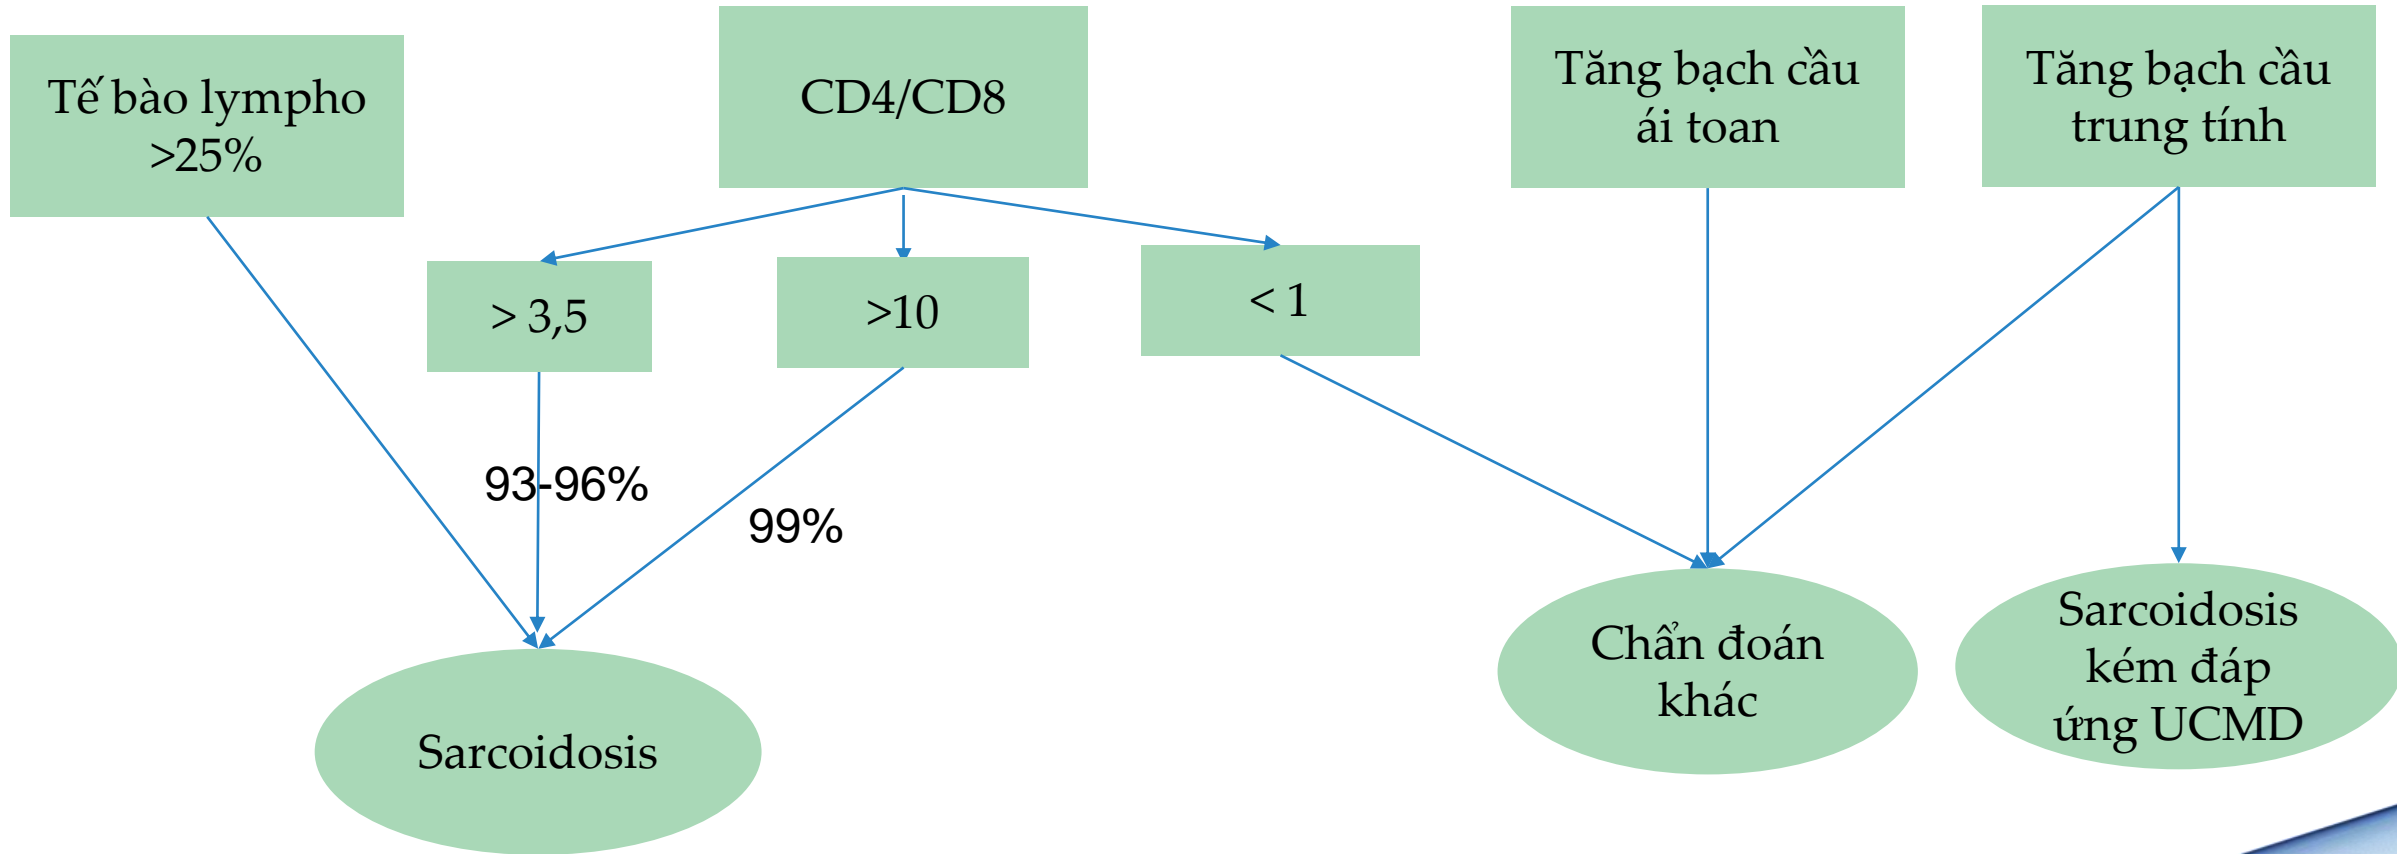 Tế bào lympho
>25%
CD4/CD8
Tăng bạch cầu
ái toan
Tăng bạch cầu
trung tính
> 3,5
>10
< 1
93-96%
99%
Sarcoidosis
Chẩn đoán
khác
Sarcoidosis
kém đáp
ứng UCMD